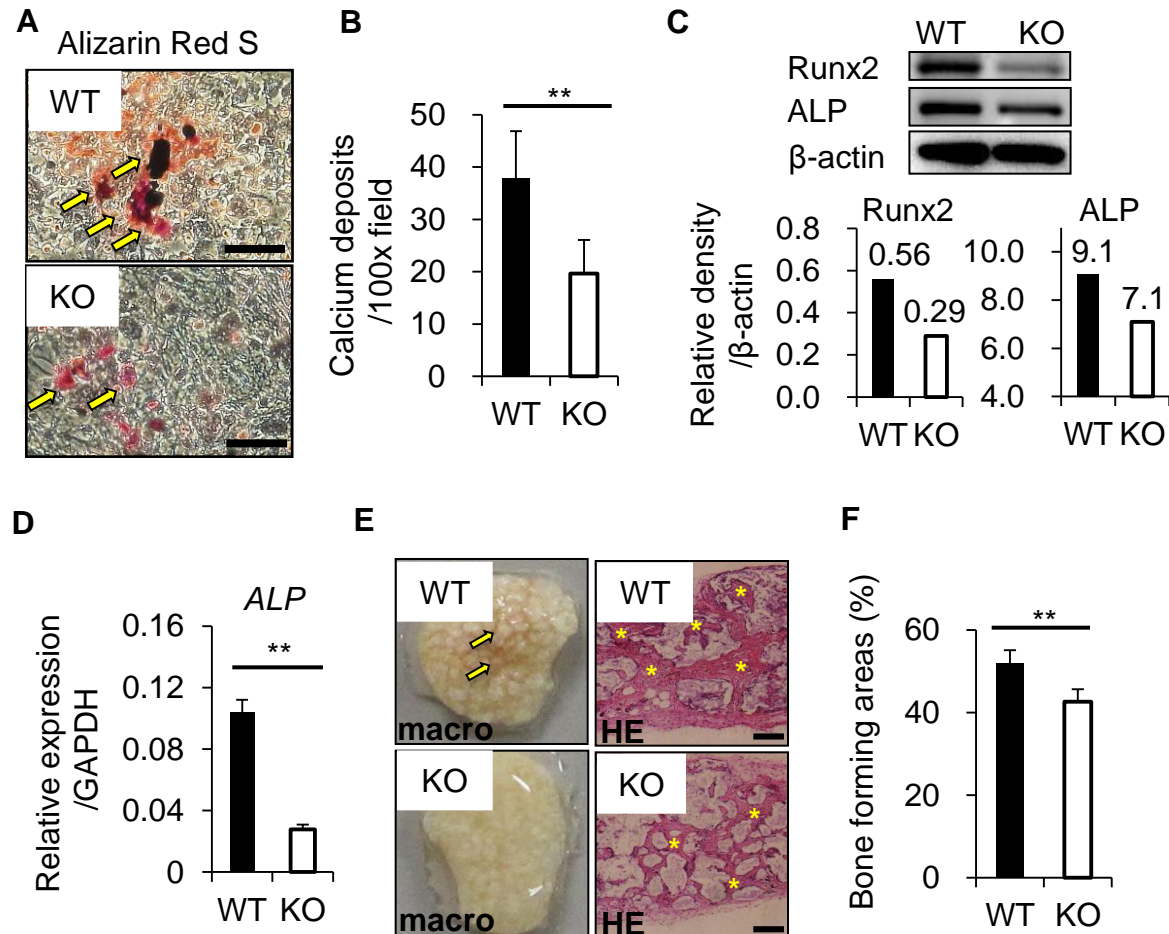 A
Alizarin Red S
WT
KO
B
**
Calcium deposits
/100x field
50
40
30
20
10
0
WT KO
C
WT KO
Runx2
ALP
β-actin
Relative density
/β-actin
Runx2
0.8
0.6
0.4
0.2
0.0
0.56
0.29
WT KO
ALP
10.0
8.0
6.0
4.0
9.1
7.1
WT KO
D
ALP
**
Relative expression
/GAPDH
0.16
0.12
0.08
0.04
0
WT KO
E
WT
macro
WT
*
*
*
*
*
HE
KO
macro
KO
*
*
*
HE
F
**
Bone forming areas (%)
60
40
20
0
WT KO